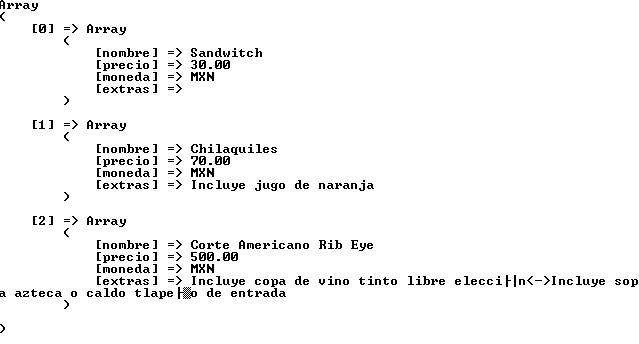 Array
(
    [0] => Array
        (
            [nombre] => Sandwitch
            [precio] => 30.00
            [moneda] => MXN
            [extras] =>
        )
    [1] => Array
        (
            [nombre] => Chilaquiles
            [precio] => 70.00
            [moneda] => MXN
            [extras] => Incluye jugo de naranja
        )
    [2] => Array
        (
            [nombre] => Corte Americano Rib Eye
            [precio] => 500.00
            [moneda] => MXN
            [extras] => Incluye copa de vino tinto libre elecci├│n<->Incluye sop
a azteca o caldo tlape├▒o de entrada
        )
)